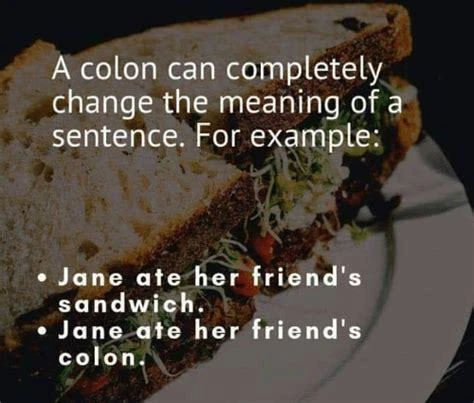 A colon can completely
change the meaning of a
sentence. For example:
• Jane ate her friend's
sandwich.
• Jane ate her friend's
colon.